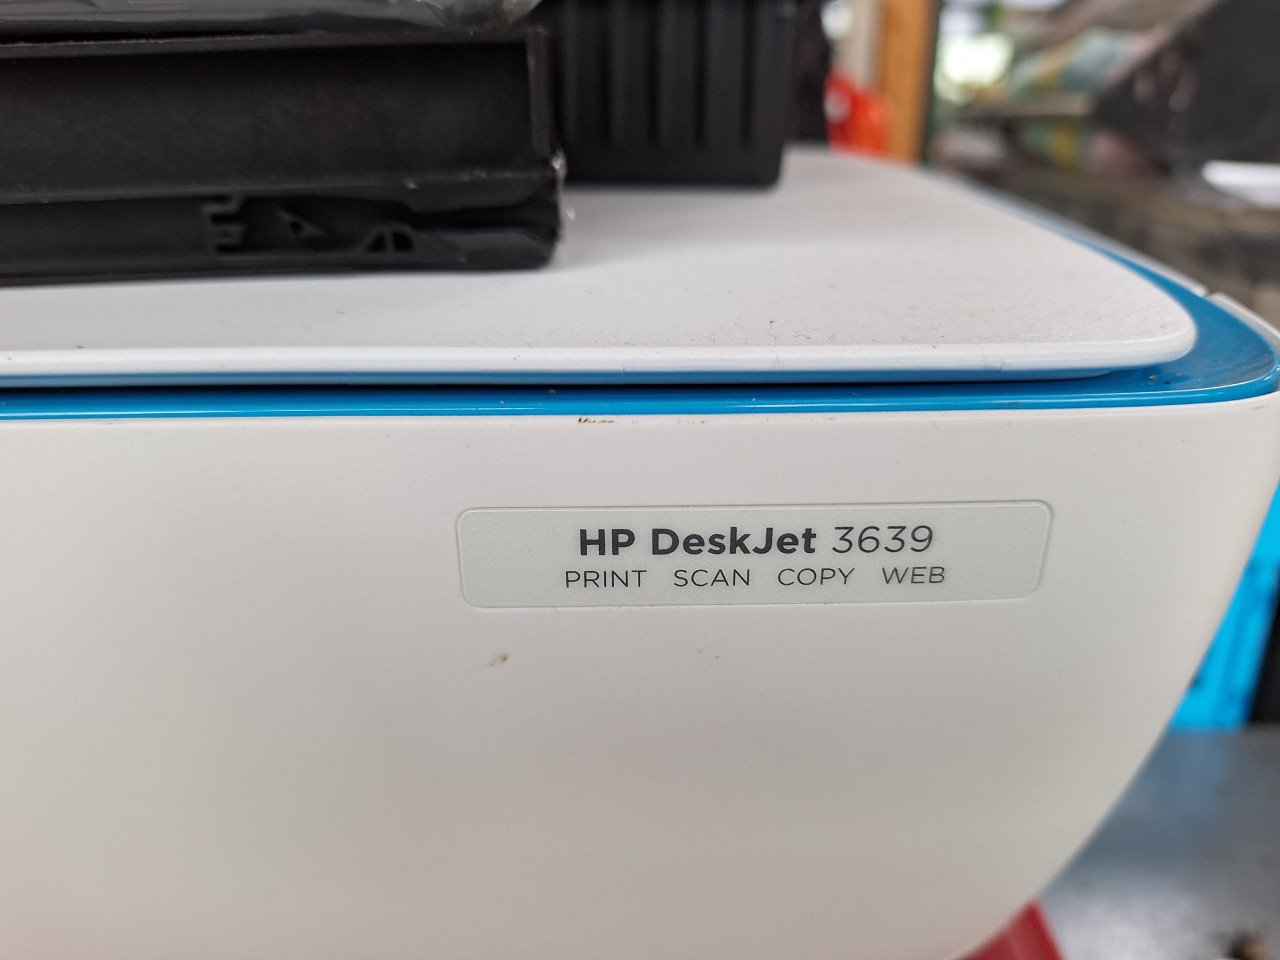 HP DeskJet 3639
PRINT SCAN COPY WEB